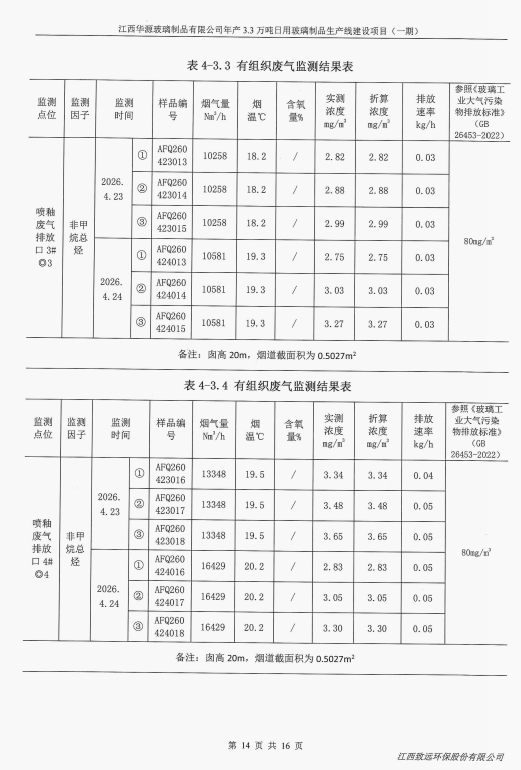 江西华源玻璃制品有限公司年产 3.3 万吨日用玻璃制品生产线建设项目（一期）
表 4-3.3 有组织废气监测结果表
监测点位 监测因子 监测时间 样品编号 烟气量 Nm³/h 烟温℃ 含氧量% 实测浓度 mg/m³ 折算浓度 mg/m³ 排放速率 kg/h 参照《玻璃工业大气污染物排放标准》（GB 26453-2022）
喷釉废气排放口 3# ◎3 非甲烷总烃 2026. 4.23 ① AFQ260423013 10258 18.2 / 2.82 2.82 0.03 80mg/m³
② AFQ260423014 10258 18.2 / 2.88 2.88 0.03
③ AFQ260423015 10258 18.2 / 2.99 2.99 0.03
2026. 4.24 ① AFQ260424013 10581 19.3 / 2.75 2.75 0.03
② AFQ260424014 10581 19.3 / 3.03 3.03 0.03
③ AFQ260424015 10581 19.3 / 3.27 3.27 0.03
备注：囱高 20m，烟道截面积为 0.5027m²
表 4-3.4 有组织废气监测结果表
监测点位 监测因子 监测时间 样品编号 烟气量 Nm³/h 烟温℃ 含氧量% 实测浓度 mg/m³ 折算浓度 mg/m³ 排放速率 kg/h 参照《玻璃工业大气污染物排放标准》（GB 26453-2022）
喷釉废气排放口 4# ◎4 非甲烷总烃 2026. 4.23 ① AFQ260423016 13348 19.5 / 3.34 3.34 0.04 80mg/m³
② AFQ260423017 13348 19.5 / 3.48 3.48 0.05
③ AFQ260423018 13348 19.5 / 3.65 3.65 0.05
2026. 4.24 ① AFQ260424016 16429 20.2 / 2.83 2.83 0.05
② AFQ260424017 16429 20.2 / 3.05 3.05 0.05
③ AFQ260424018 16429 20.2 / 3.30 3.30 0.05
备注：囱高 20m，烟道截面积为 0.5027m²
第 14 页 共 16 页
江西致远环保股份有限公司